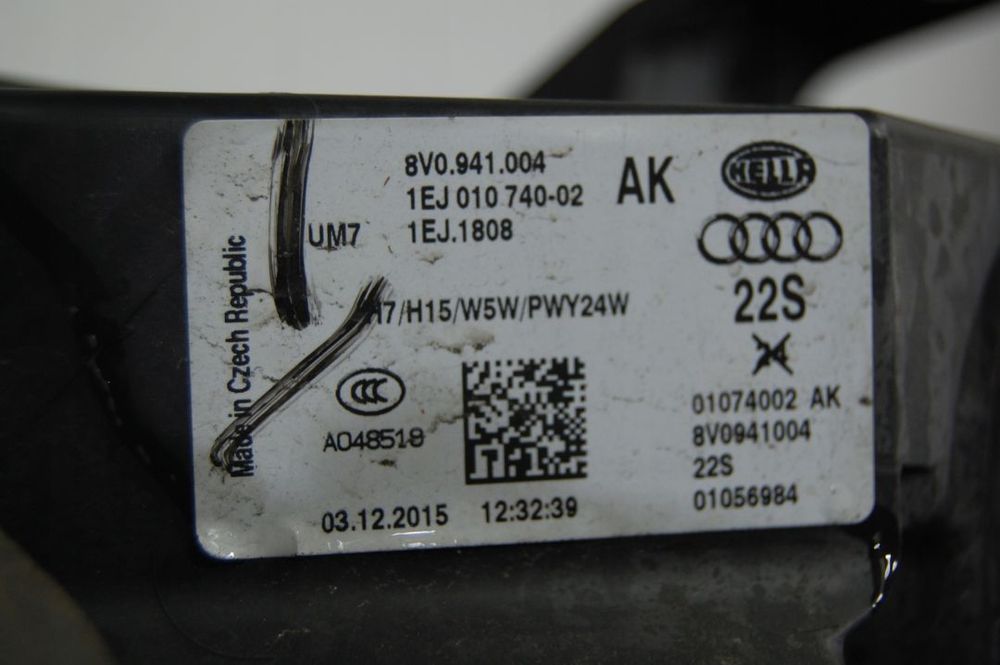 8V0.941.004
1EJ 010 740-02
AK
HELLA
UM7
1EJ.1808
22S
H7/H15/W5W/PWY24W
Made in Czech Republic
CCC
A048518
01074002 AK
8V0941004
22S
01056984
03.12.2015 12:32:39